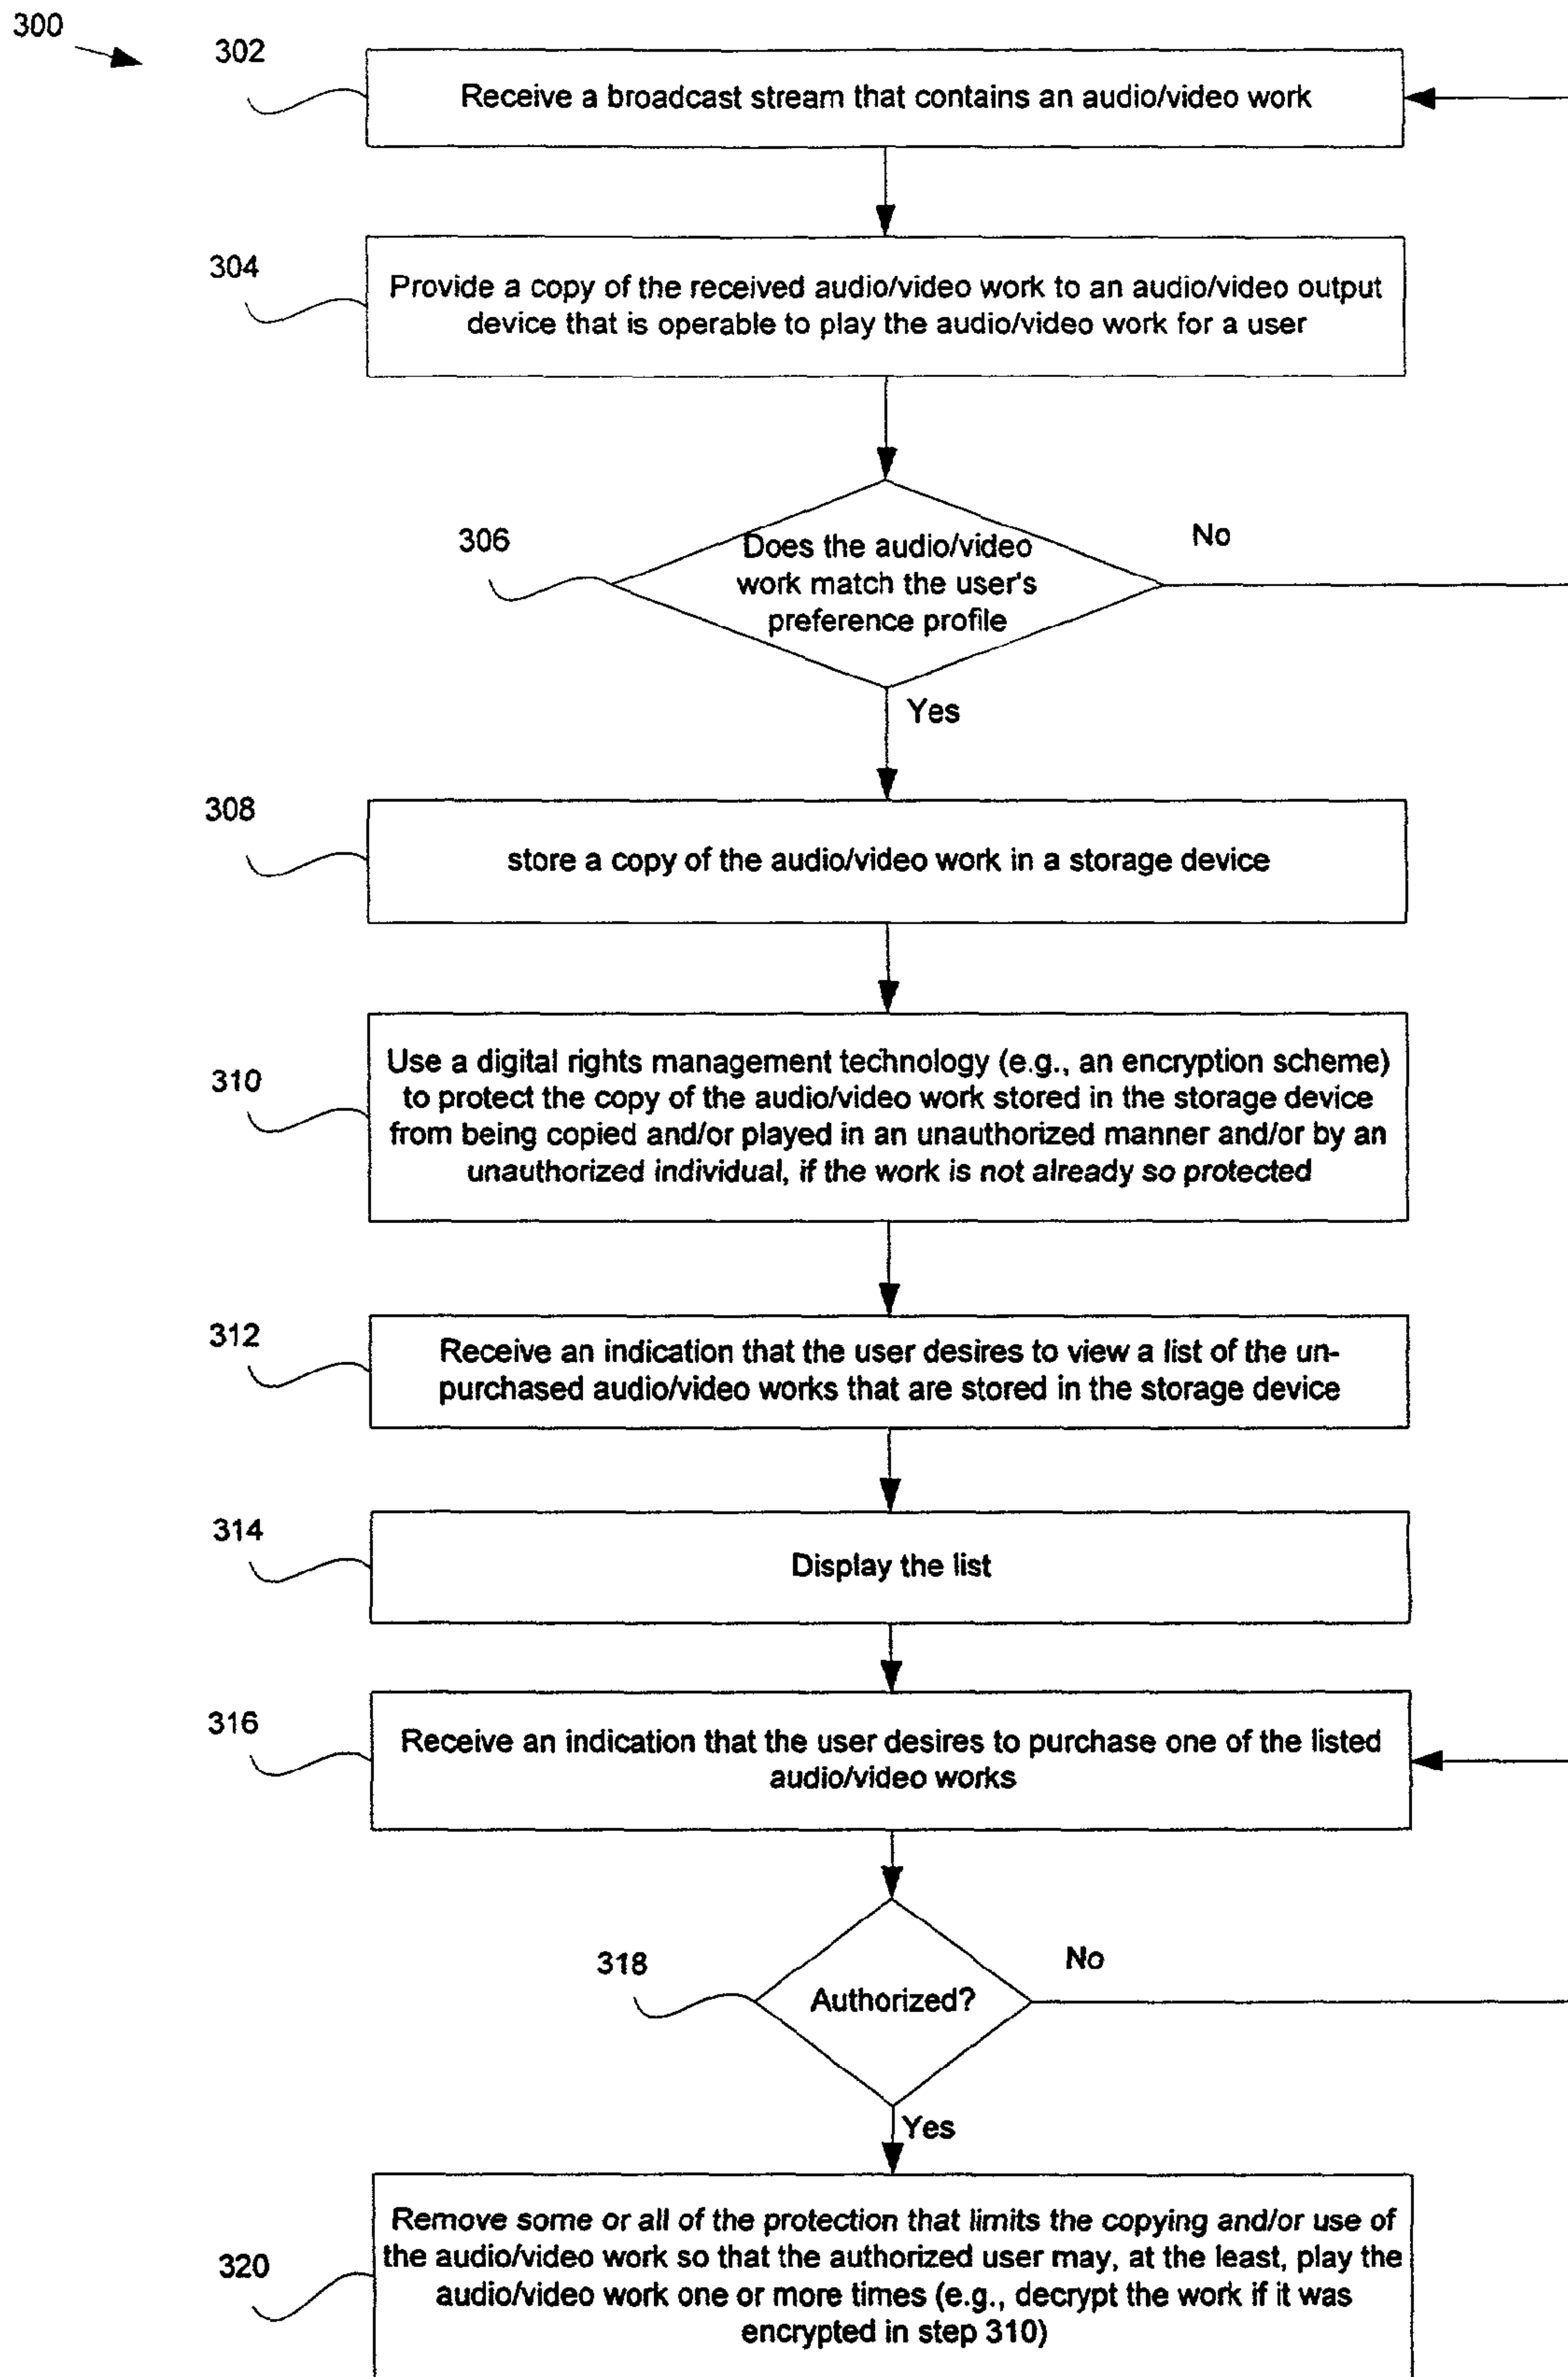 300
302
Receive a broadcast stream that contains an audio/video work
304
Provide a copy of the received audio/video work to an audio/video output
device that is operable to play the audio/video work for a user
306
Does the audio/video
work match the user's
preference profile
No
Yes
308
store a copy of the audio/video work in a storage device
310
Use a digital rights management technology (e.g., an encryption scheme)
to protect the copy of the audio/video work stored in the storage device
from being copied and/or played in an unauthorized manner and/or by an
unauthorized individual, if the work is not already so protected
312
Receive an indication that the user desires to view a list of the un-
purchased audio/video works that are stored in the storage device
314
Display the list
316
Receive an indication that the user desires to purchase one of the listed
audio/video works
318
Authorized?
No
Yes
320
Remove some or all of the protection that limits the copying and/or use of
the audio/video work so that the authorized user may, at the least, play the
audio/video work one or more times (e.g., decrypt the work if it was
encrypted in step 310)